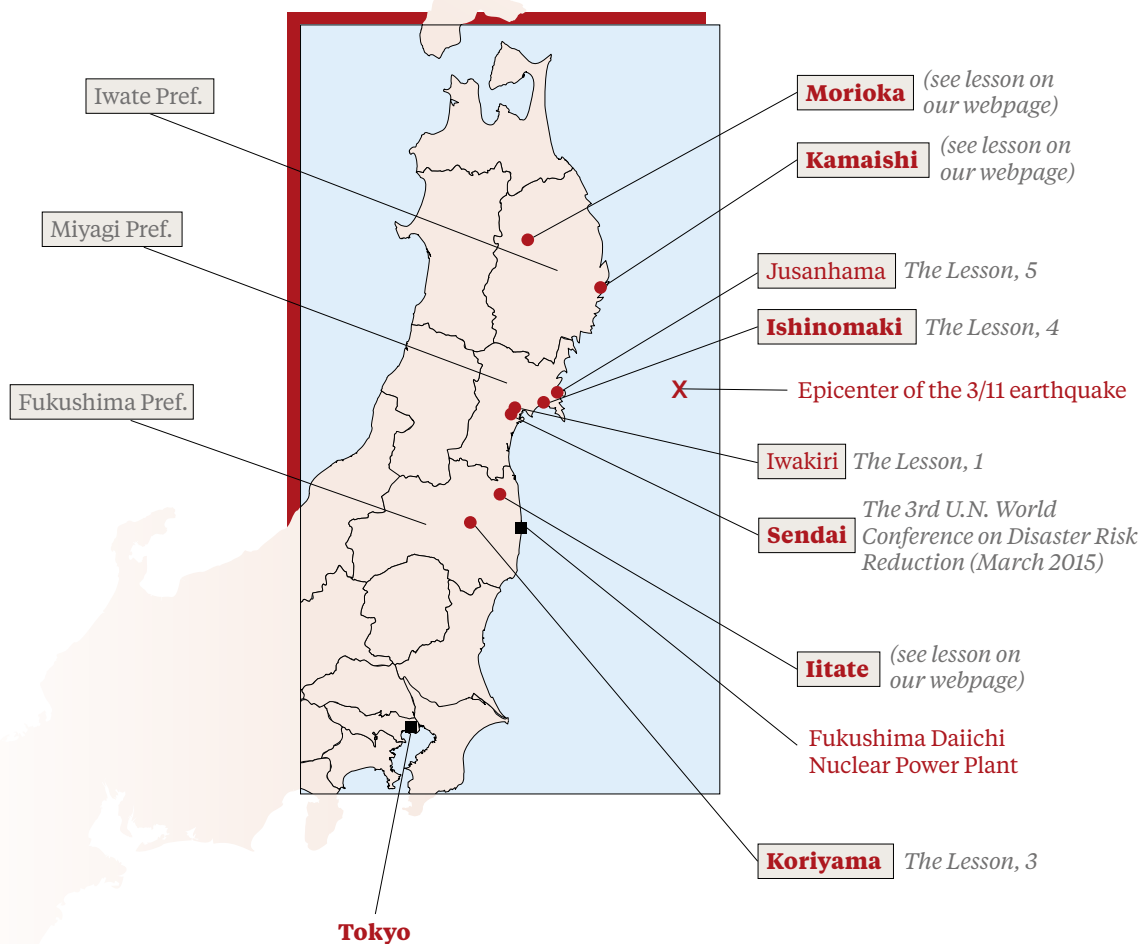 Iwate Pref.
Miyagi Pref.
Fukushima Pref.
Morioka (see lesson on
our webpage)
Kamaishi (see lesson on
our webpage)
Jusanhama The Lesson, 5
Ishinomaki The Lesson, 4
X Epicenter of the 3/11 earthquake
Iwakiri The Lesson, 1
Sendai The 3rd U.N. World
Conference on Disaster Risk
Reduction (March 2015)
Iitate (see lesson on
our webpage)
Fukushima Daiichi
Nuclear Power Plant
Koriyama The Lesson, 3
Tokyo